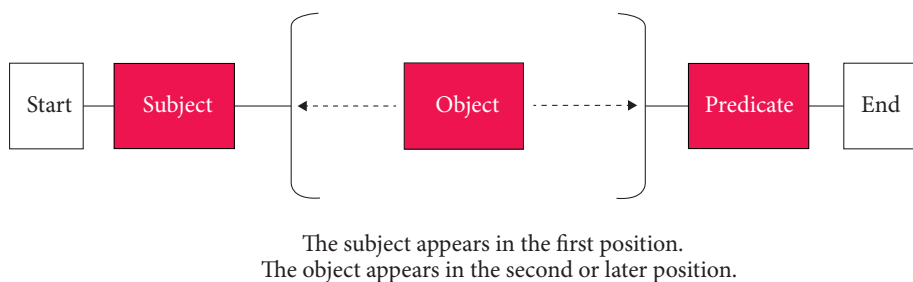 Start Subject Object Predicate End
The subject appears in the first position.
The object appears in the second or later position.